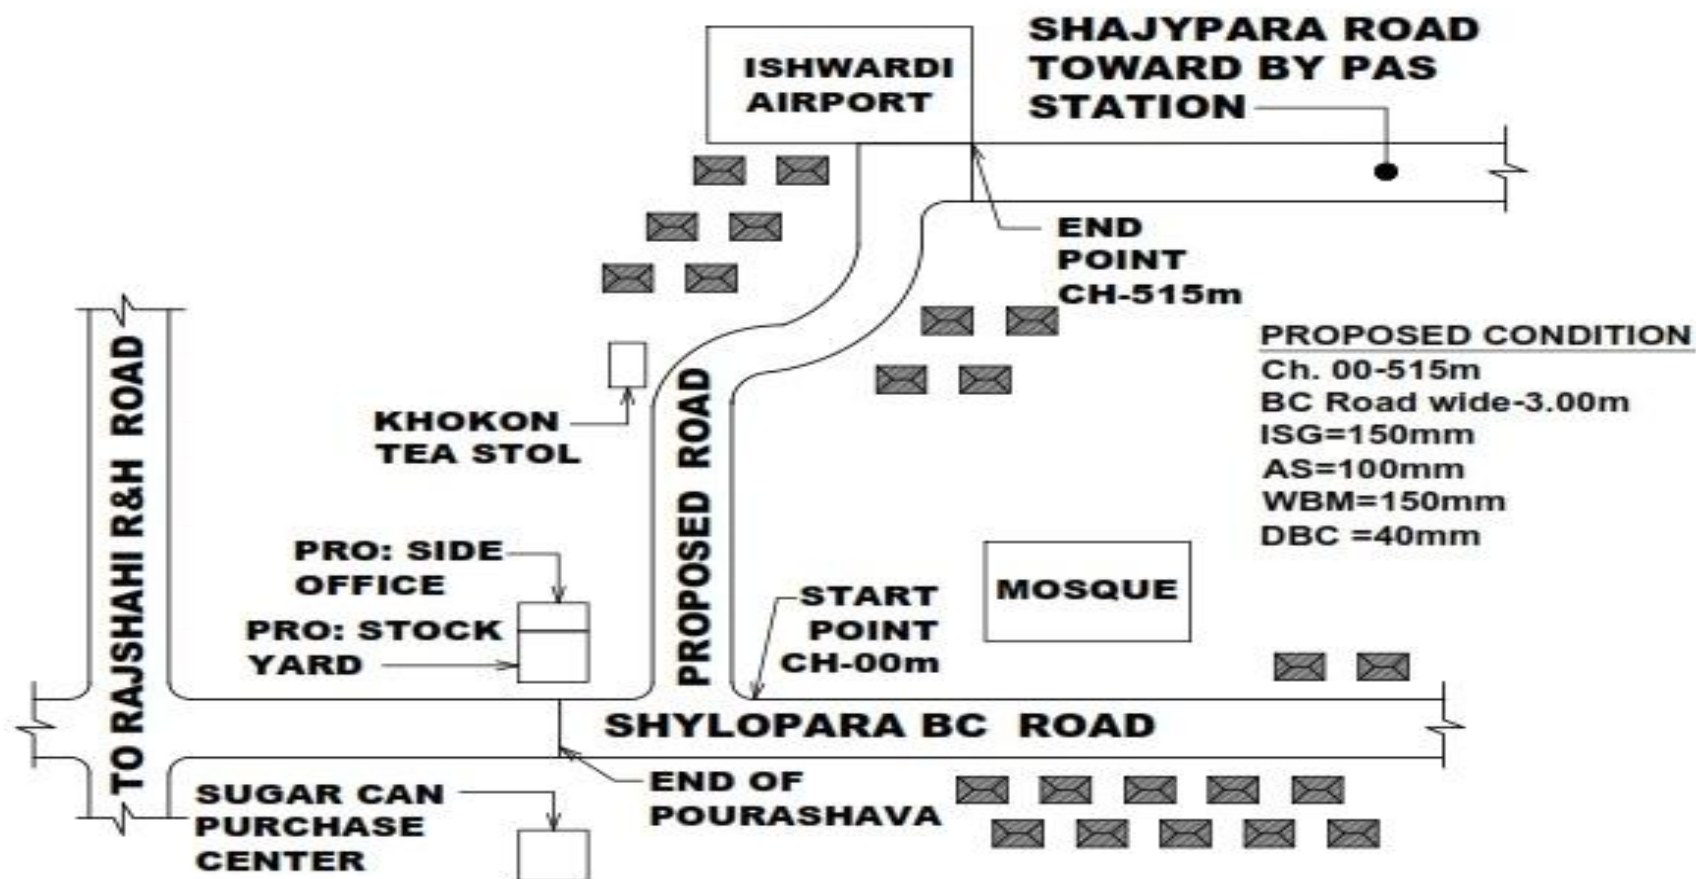 ISHWARDI
AIRPORT
SHAJYPARA ROAD
TOWARD BY PAS
STATION
END
POINT
CH-515m
PROPOSED CONDITION
Ch. 00-515m
BC Road wide-3.00m
ISG=150mm
AS=100mm
WBM=150mm
DBC =40mm
TO RAJSHAHI R&H ROAD
KHOKON
TEA STOL
PROPOSED ROAD
PRO: SIDE
OFFICE
PRO: STOCK
YARD
START
POINT
CH-00m
MOSQUE
SHYLOPARA BC ROAD
SUGAR CAN
PURCHASE
CENTER
END OF
POURASHAVA